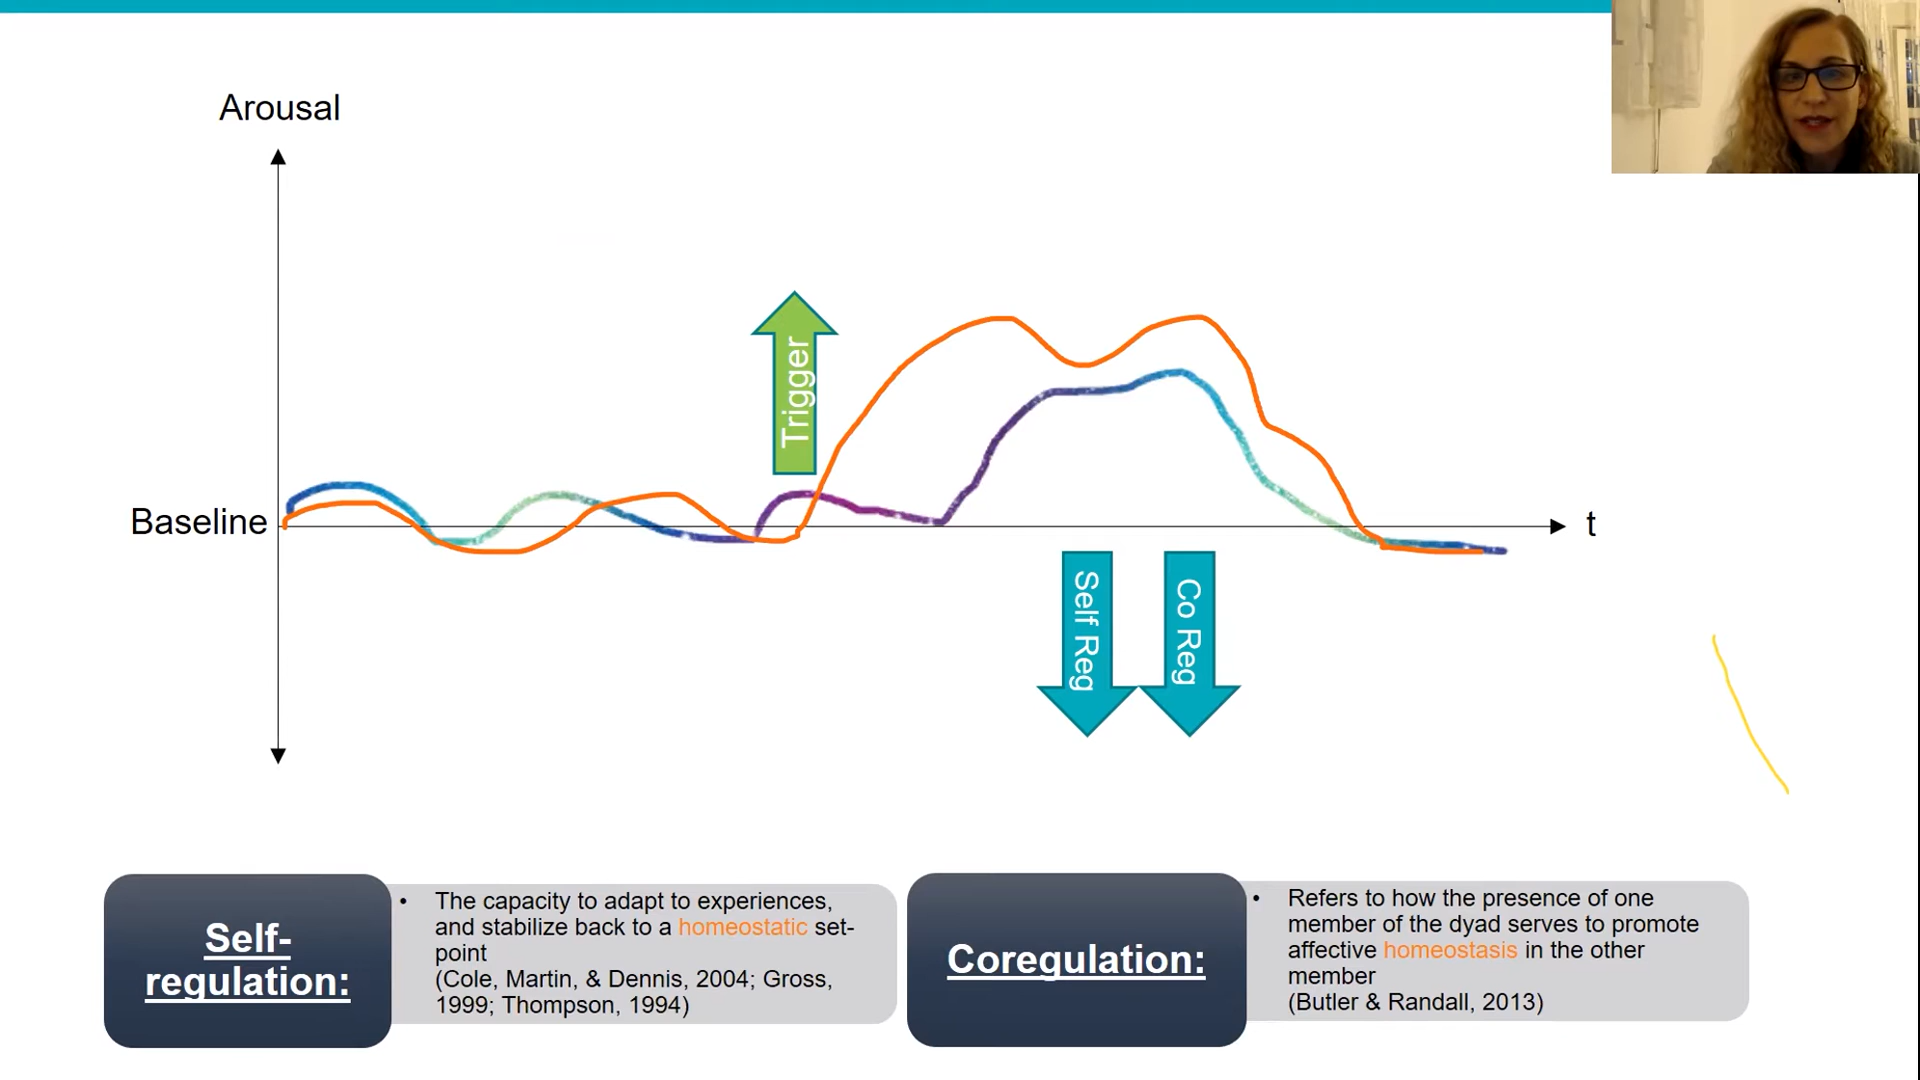 Arousal
Trigger
Baseline
t
Self Reg
Co Reg
Self-
regulation:
• The capacity to adapt to experiences,
and stabilize back to a homeostatic set-
point
(Cole, Martin, & Dennis, 2004; Gross,
1999; Thompson, 1994)
Coregulation:
• Refers to how the presence of one
member of the dyad serves to promote
affective homeostasis in the other
member
(Butler & Randall, 2013)